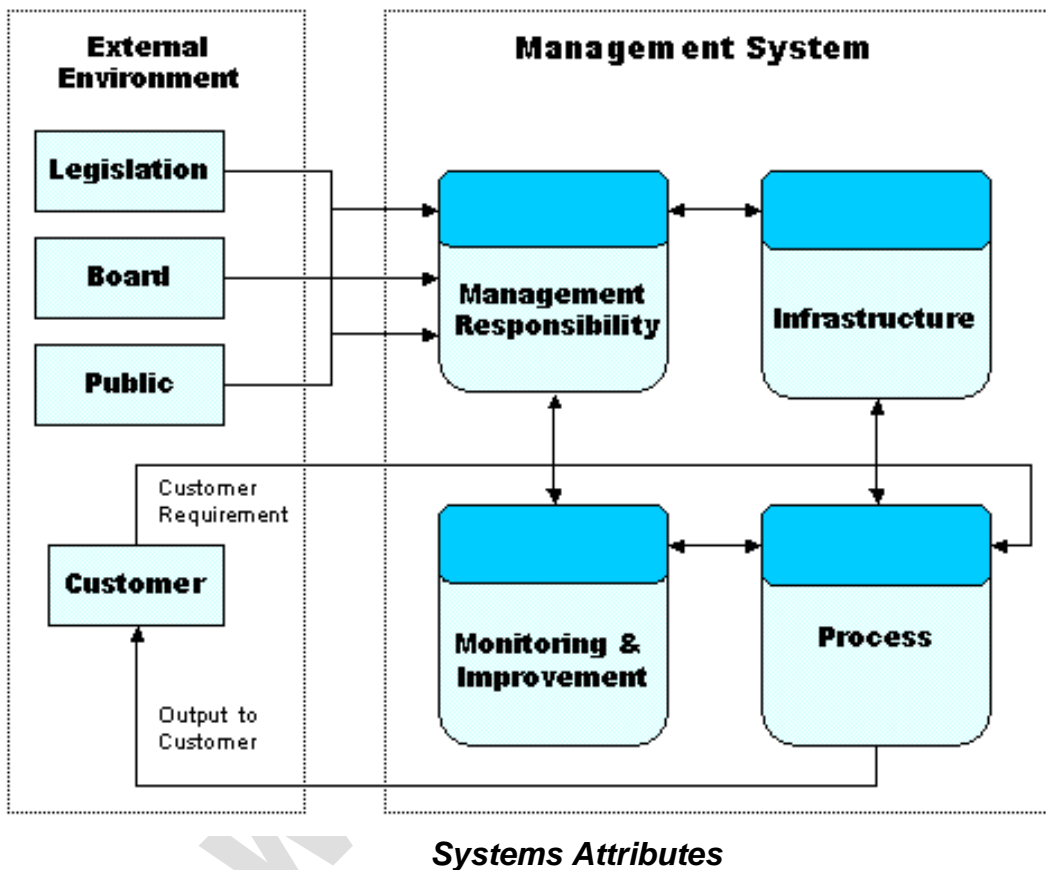 External
Environment
Management System
Legislation
Board
Public
Management
Responsibility
Infrastructure
Customer
Requirement
Customer
Monitoring &
Improvement
Process
Output to
Customer
Systems Attributes